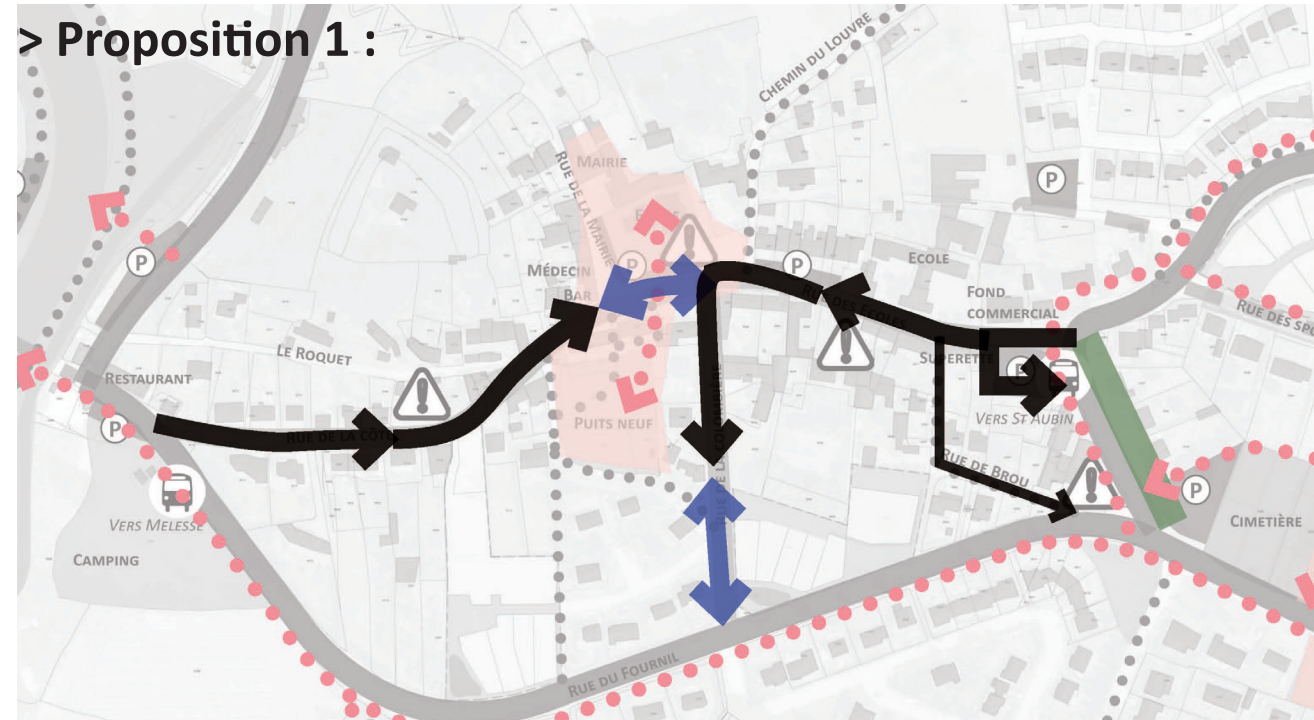 > Proposition 1 :
CHEMIN DU LOUVRE
MAIRIE
RUE DE LA MAIRIE
P
ECOLE
P
P
MÉDECIN
BAR
P
P
RUE DES ECOLES
FOND
COMMERCIAL
RUE DES SPO
LE ROQUET
RESTAURANT
SUPERETTE
P
PUITS NEUF
VERS ST AUBIN
P
RUE DE LA CÔTE
RUE DE BROU
P
VERS MELESSE
CIMETIÈRE
CAMPING
RUE DU FOURNIL